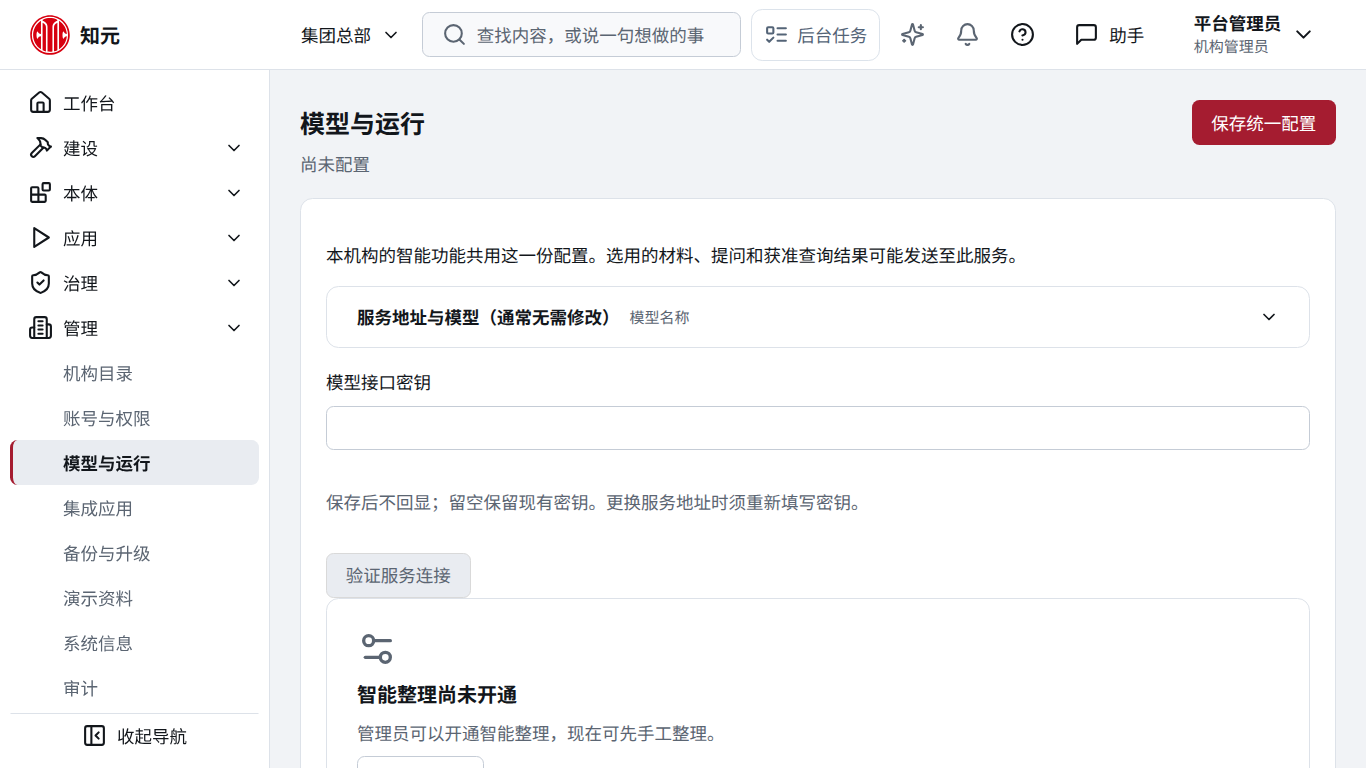 知元
集团总部
查找内容，或说一句想做的事
后台任务
助手
平台管理员
机构管理员
工作台
建设
本体
应用
治理
管理
机构目录
账号与权限
模型与运行
集成应用
备份与升级
演示资料
系统信息
审计
收起导航
模型与运行
尚未配置
保存统一配置
本机构的智能功能共用这一份配置。选用的材料、提问和获准查询结果可能发送至此服务。
服务地址与模型（通常无需修改） 模型名称
模型接口密钥
保存后不回显；留空保留现有密钥。更换服务地址时须重新填写密钥。
验证服务连接
智能整理尚未开通
管理员可以开通智能整理，现在可先手工整理。